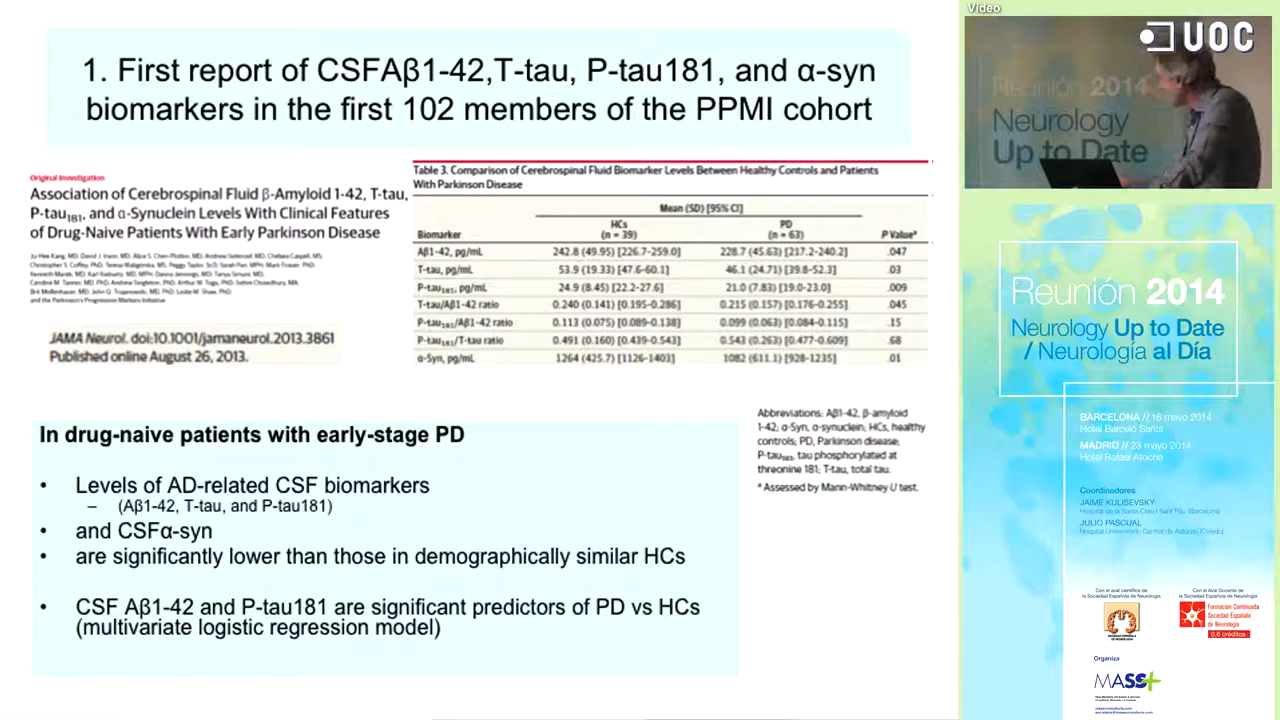 1. First report of CSFAβ1-42,T-tau, P-tau181, and α-syn
biomarkers in the first 102 members of the PPMI cohort
Original Investigation
Association of Cerebrospinal Fluid β-Amyloid 1-42, T-tau,
P-tau181, and α-Synuclein Levels With Clinical Features
of Drug-Naive Patients With Early Parkinson Disease
and the Parkinson's Progression Markers Initiative
JAMA Neurol. doi:10.1001/jamaneurol.2013.3861
Published online August 26, 2013.
Table 3. Comparison of Cerebrospinal Fluid Biomarker Levels Between Healthy Controls and Patients
With Parkinson Disease
Mean (SD) [95% CI]
HCs PD
Biomarker (n = 39) (n = 63) P Valueᵃ
Aβ1-42, pg/mL 242.8 (49.95) [226.7-259.0] 228.7 (45.63) [217.2-240.2] .047
T-tau, pg/mL 53.9 (19.33) [47.6-60.1] 46.1 (24.71) [39.8-52.3] .03
P-tau181, pg/mL 24.9 (8.45) [22.2-27.6] 21.0 (7.83) [19.0-23.0] .009
T-tau/Aβ1-42 ratio 0.240 (0.141) [0.195-0.286] 0.215 (0.157) [0.176-0.255] .045
P-tau181/Aβ1-42 ratio 0.113 (0.075) [0.089-0.138] 0.099 (0.063) [0.084-0.115] .15
P-tau181/T-tau ratio 0.491 (0.160) [0.439-0.543] 0.543 (0.263) [0.477-0.609] .68
α-Syn, pg/mL 1264 (425.7) [1126-1403] 1082 (611.1) [928-1235] .01
Abbreviations: Aβ1-42, β-amyloid
1-42; α-Syn, α-synuclein; HCs, healthy
controls; PD, Parkinson disease;
P-tau181, tau phosphorylated at
threonine 181; T-tau, total tau.
ᵃ Assessed by Mann-Whitney U test.
In drug-naive patients with early-stage PD
• Levels of AD-related CSF biomarkers
– (Aβ1-42, T-tau, and P-tau181)
• and CSFα-syn
• are significantly lower than those in demographically similar HCs
• CSF Aβ1-42 and P-tau181 are significant predictors of PD vs HCs
(multivariate logistic regression model)
Video
UOC
Reunión 2014
Neurology
Up to Date
Reunión 2014
Neurology Up to Date
/ Neurología al Día
BARCELONA // 16 mayo 2014
Hotel Barceló Sants
MADRID // 23 mayo 2014
Hotel Rafael Atocha
Coordinadores
JAIME KULISEVSKY
Hospital de la Santa Creu i Sant Pau (Barcelona)
JULIO PASCUAL
Hospital Universitario Central de Asturias (Oviedo)
Con el aval científico de
la Sociedad Española de Neurología
SOCIEDAD ESPAÑOLA
DE NEUROLOGÍA
Con el Aval Docente de
la Sociedad Española de Neurología
Formación Continuada
Sociedad Española
de Neurología
0,6 créditos
Organiza
MASS+